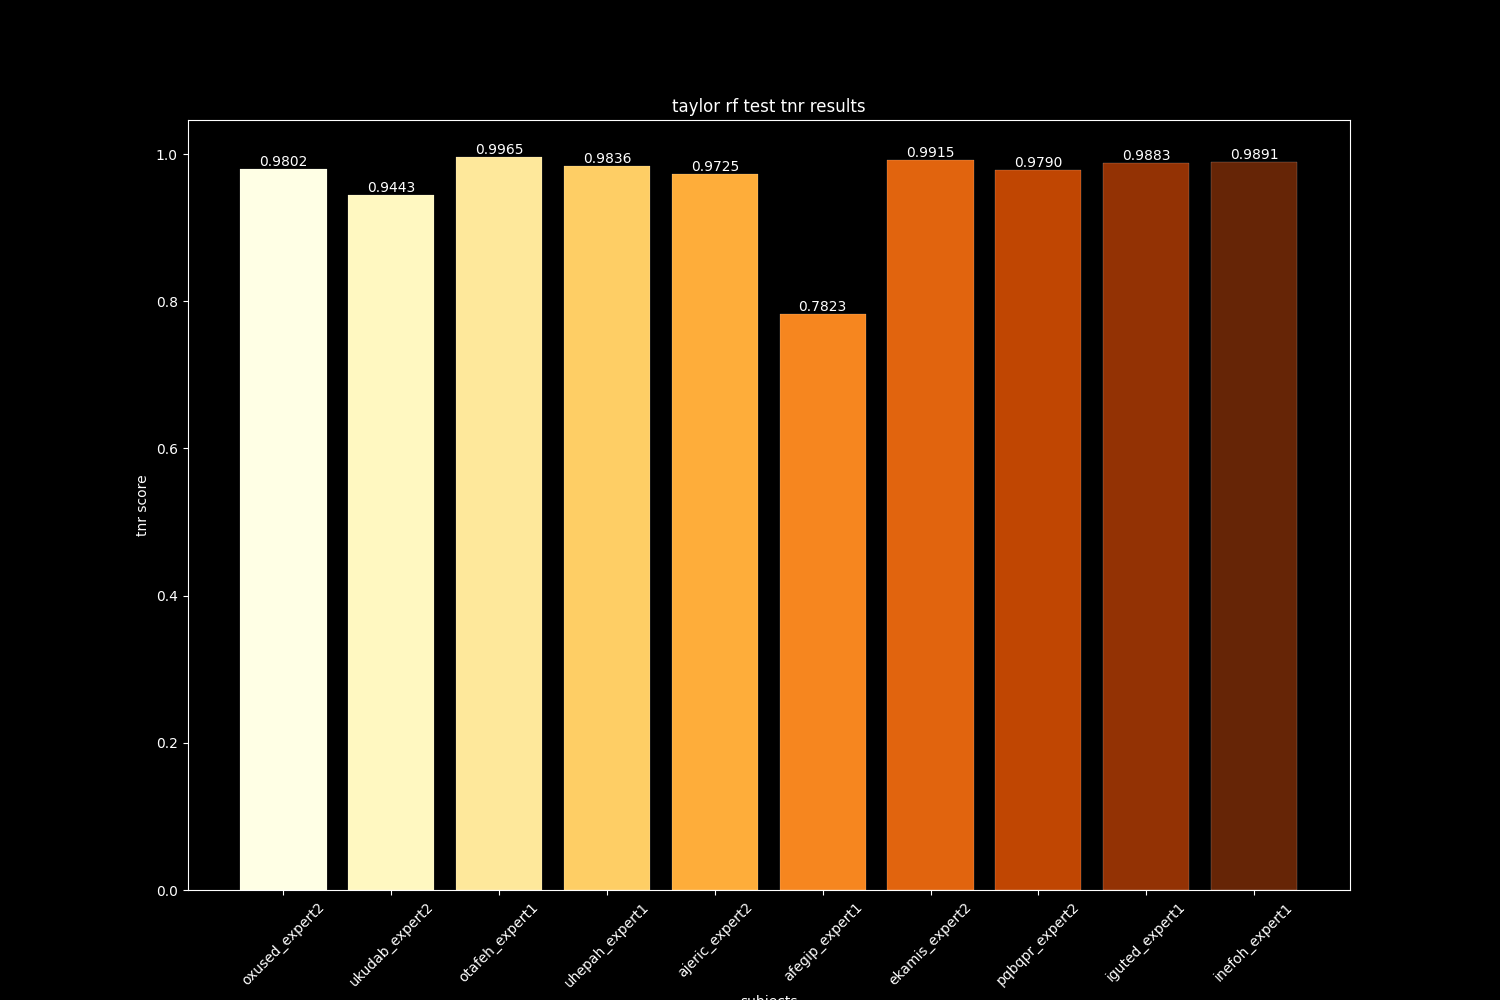 taylor rf test tnr results
0.9802
0.9443
0.9965
0.9836
0.9725
0.7823
0.9915
0.9790
0.9883
0.9891
tnr score
1.0
0.8
0.6
0.4
0.2
0.0
oxused_expert2
ukudab_expert2
otafeh_expert1
uhepah_expert1
ajeric_expert2
afegip_expert1
ekamis_expert2
pqbqpr_expert2
iguted_expert1
inefoh_expert1
subjects